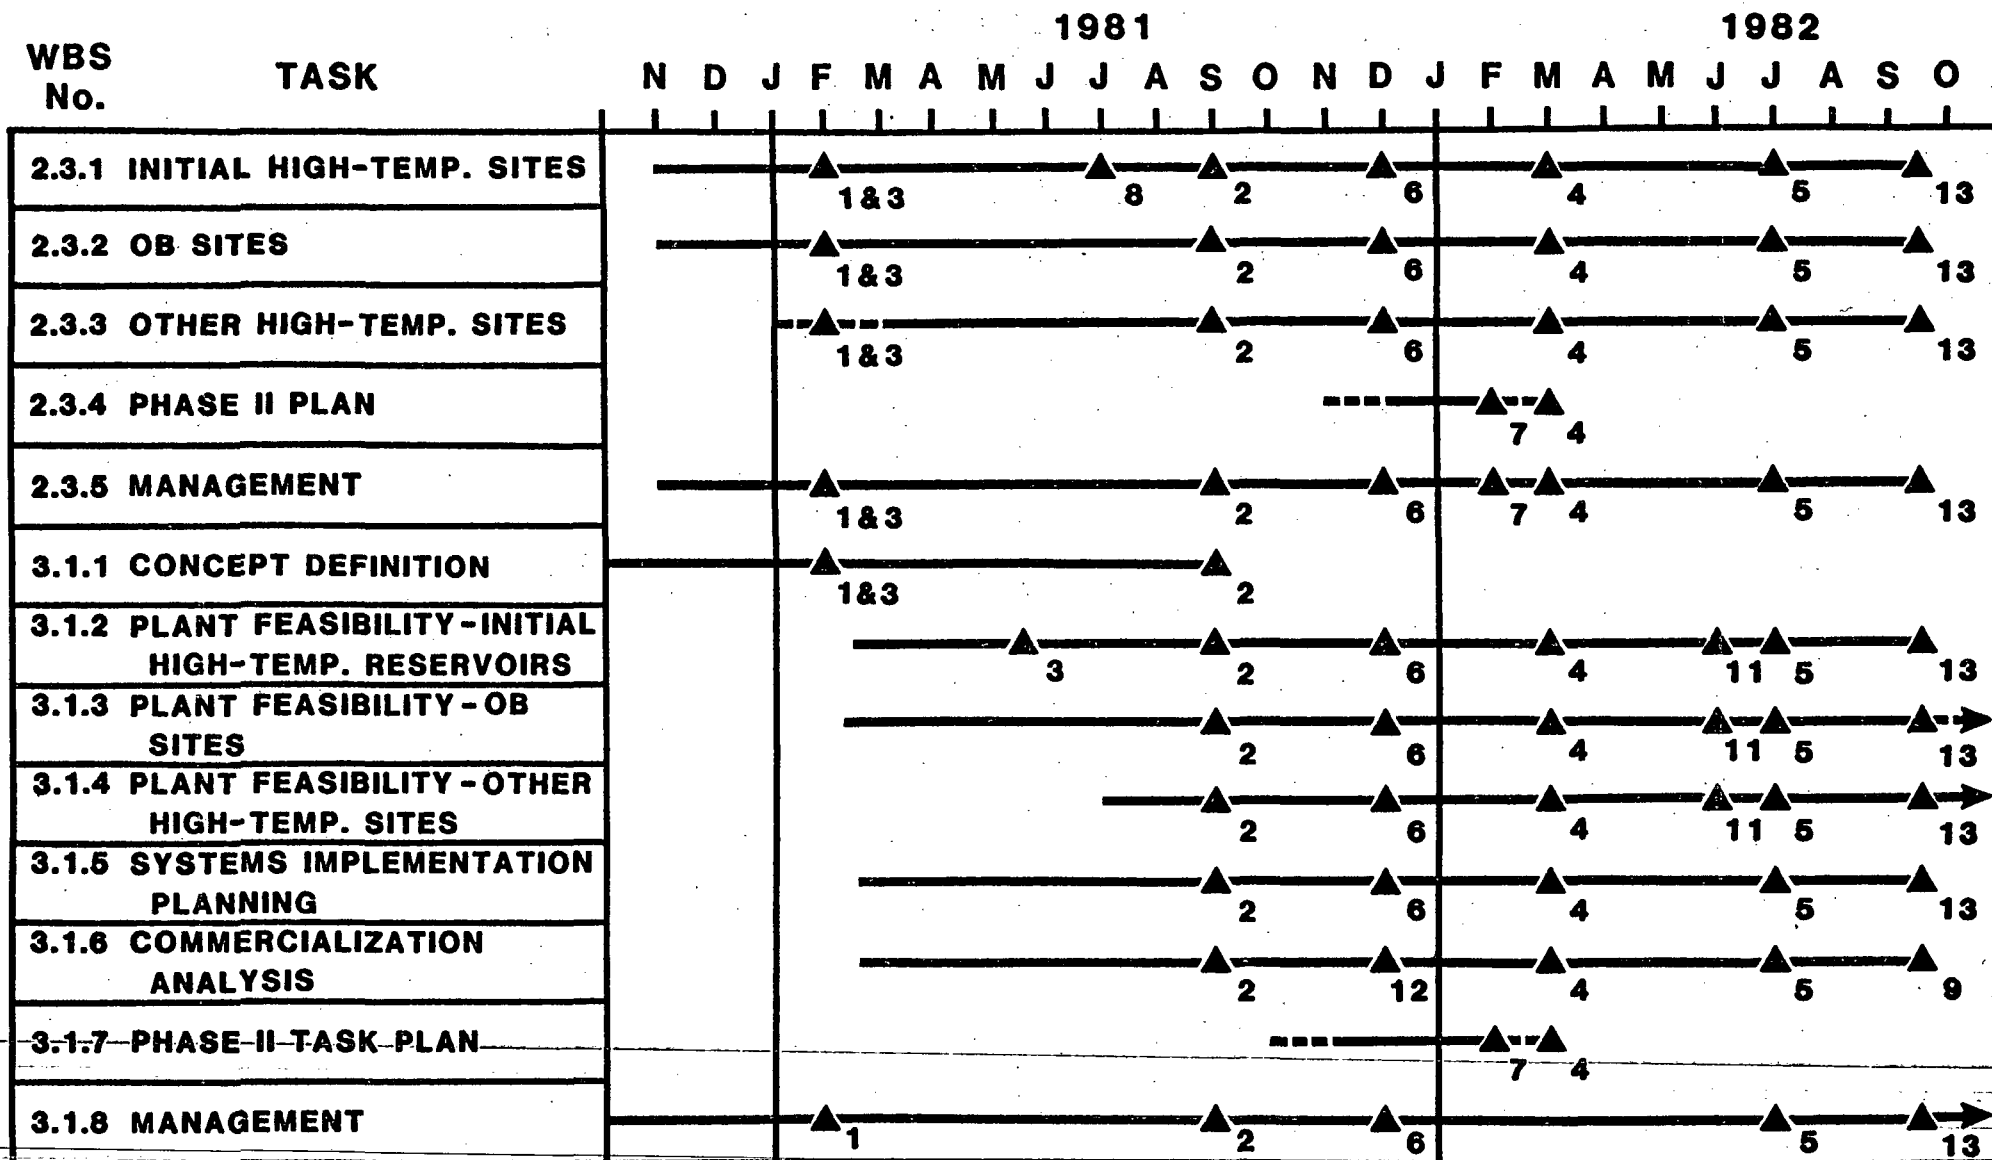 1981 1982
WBS
No.
TASK
N D J F M A M J J A S O N D J F M A M J J A S O
2.3.1 INITIAL HIGH-TEMP. SITES
1&3 8 2 6 4 5 13
2.3.2 OB SITES
1&3 2 6 4 5 13
2.3.3 OTHER HIGH-TEMP. SITES
1&3 2 6 4 5 13
2.3.4 PHASE II PLAN
7 4
2.3.5 MANAGEMENT
1&3 2 6 7 4 5 13
3.1.1 CONCEPT DEFINITION
1&3 2
3.1.2 PLANT FEASIBILITY-INITIAL
HIGH-TEMP. RESERVOIRS
3 2 6 4 11 5 13
3.1.3 PLANT FEASIBILITY-OB
SITES
2 6 4 11 5 13
3.1.4 PLANT FEASIBILITY-OTHER
HIGH-TEMP. SITES
2 6 4 11 5 13
3.1.5 SYSTEMS IMPLEMENTATION
PLANNING
2 6 4 5 13
3.1.6 COMMERCIALIZATION
ANALYSIS
2 12 4 5 9
3.1.7 PHASE II TASK PLAN
7 4
3.1.8 MANAGEMENT
1 2 6 5 13